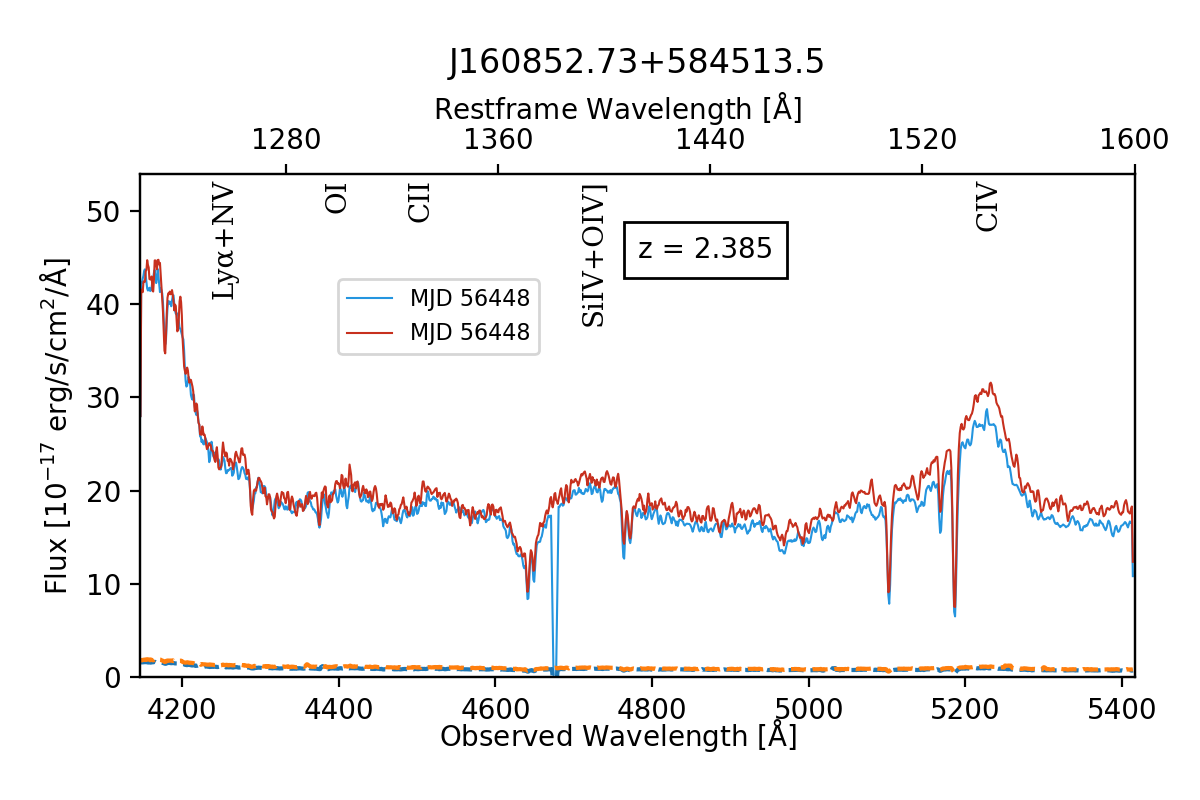 J160852.73+584513.5
Restframe Wavelength [Å]
1280 1360 1440 1520 1600
Lyα+NV
OI
CII
SiIV+OIV]
CIV
z = 2.385
MJD 56448
MJD 56448
Flux [10⁻¹⁷ erg/s/cm²/Å]
50
40
30
20
10
0
4200 4400 4600 4800 5000 5200 5400
Observed Wavelength [Å]